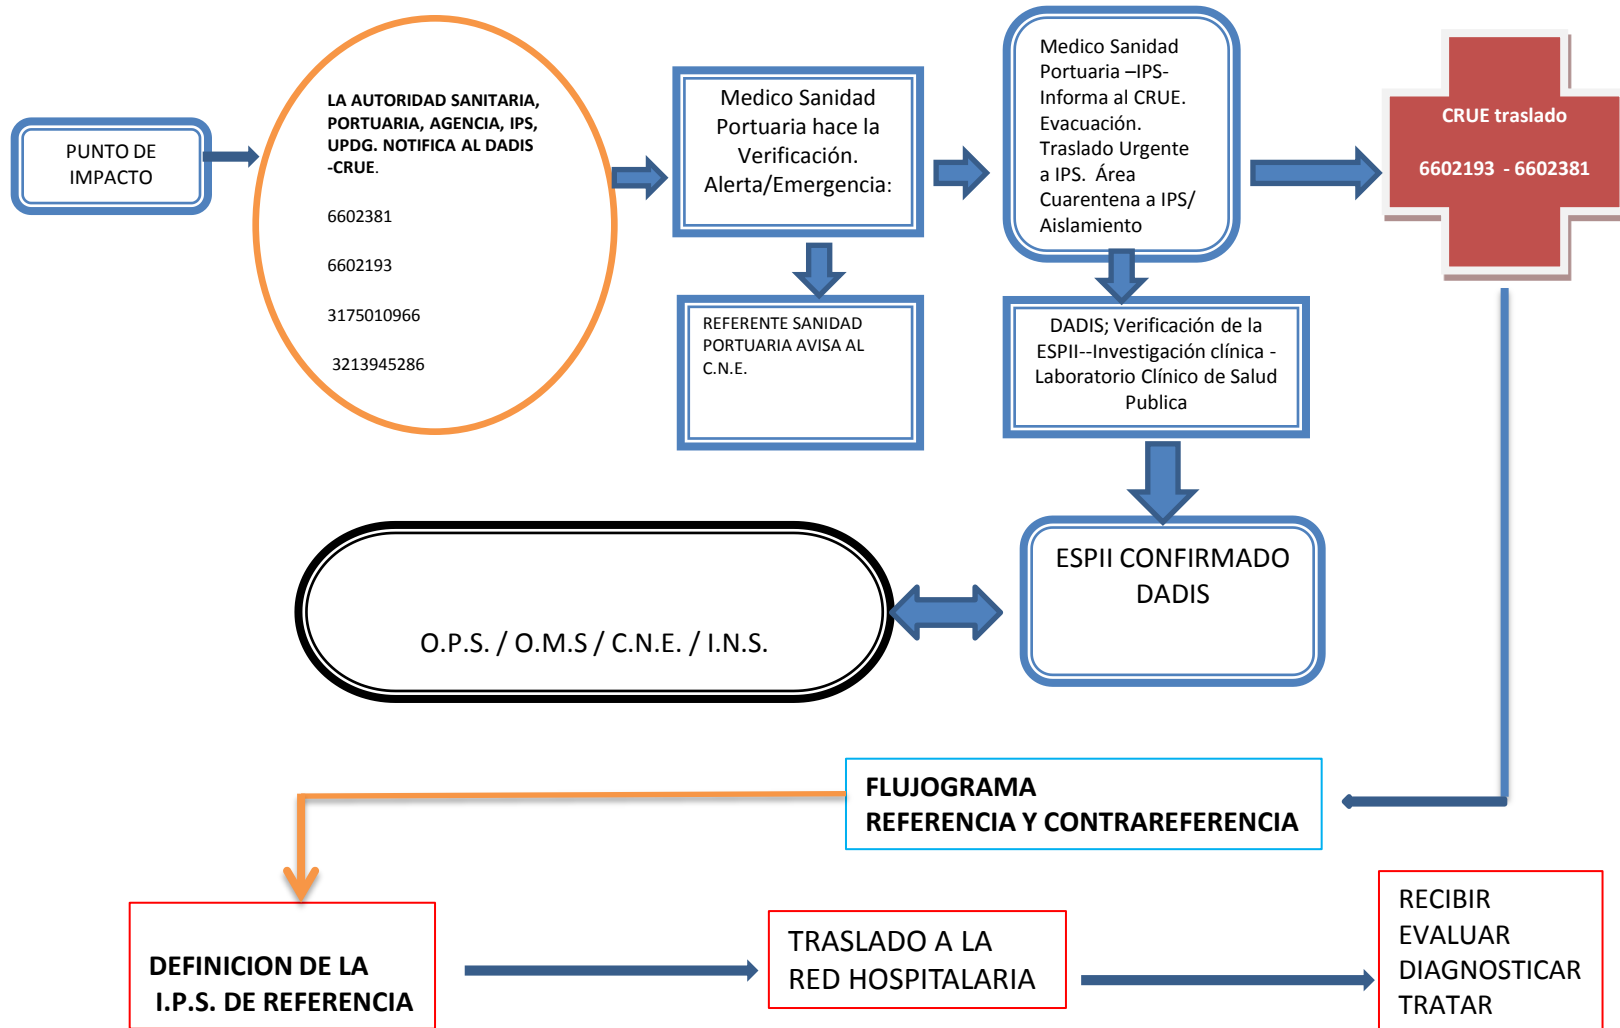 PUNTO DE
IMPACTO
LA AUTORIDAD SANITARIA,
PORTUARIA, AGENCIA, IPS,
UPDG. NOTIFICA AL DADIS
-CRUE.
6602381
6602193
3175010966
3213945286
Medico Sanidad
Portuaria hace la
Verificación.
Alerta/Emergencia:
Medico Sanidad
Portuaria –IPS-
Informa al CRUE.
Evacuación.
Traslado Urgente
a IPS. Área
Cuarentena a IPS/
Aislamiento
CRUE traslado
6602193 - 6602381
REFERENTE SANIDAD
PORTUARIA AVISA AL
C.N.E.
DADIS; Verificación de la
ESPII--Investigación clínica -
Laboratorio Clínico de Salud
Publica
ESPII CONFIRMADO
DADIS
O.P.S. / O.M.S / C.N.E. / I.N.S.
FLUJOGRAMA
REFERENCIA Y CONTRAREFERENCIA
DEFINICION DE LA
I.P.S. DE REFERENCIA
TRASLADO A LA
RED HOSPITALARIA
RECIBIR
EVALUAR
DIAGNOSTICAR
TRATAR